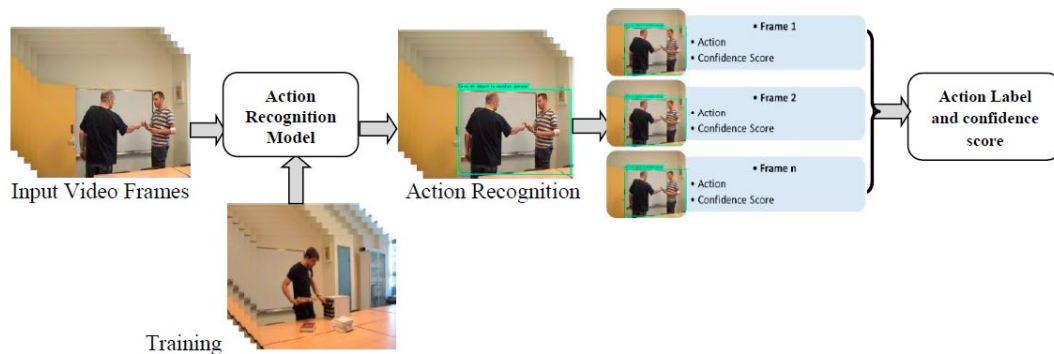 Input Video Frames
Action
Recognition
Model
Training
Action Recognition
• Frame 1
• Action
• Confidence Score
• Frame 2
• Action
• Confidence Score
• Frame n
• Action
• Confidence Score
Action Label
and confidence
score